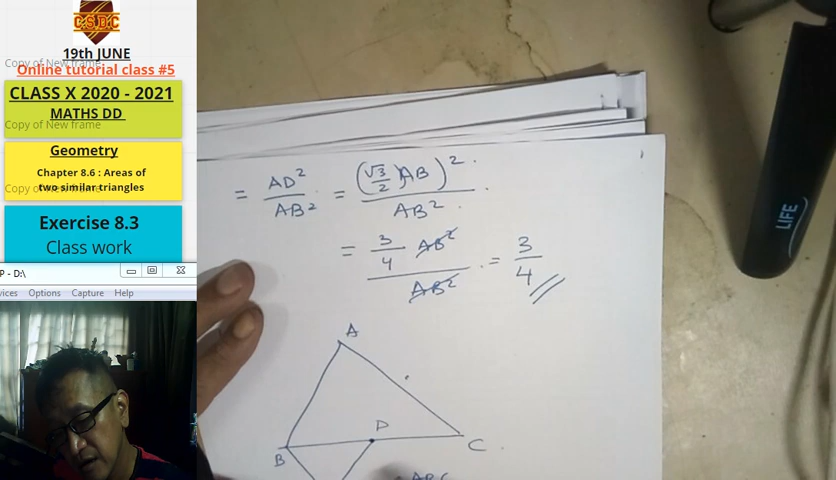 CSDC
19th JUNE
Copy of New frame
Online tutorial class #5
CLASS X 2020 - 2021
MATHS DD
Copy of New frame
Geometry
Chapter 8.6 : Areas of
Copy of New frame
two similar triangles
Exercise 8.3
Class work
P - D:\
vices Options Capture Help
= AD² / AB² = (√3/2 AB)² / AB²
= 3/4 AB² / AB² = 3/4
A
D
B
C
ABC
LIFE